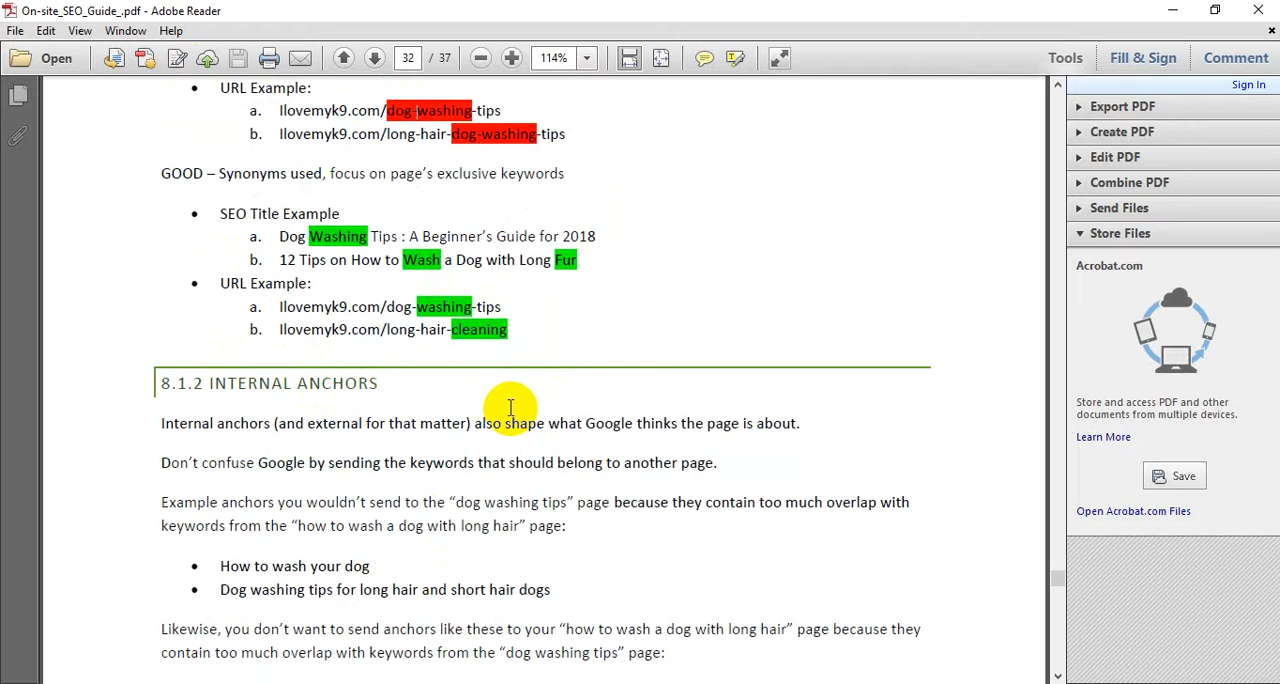 On-site_SEO_Guide_.pdf - Adobe Reader
File Edit View Window Help
Open 32 / 37 114% Tools Fill & Sign Comment
Sign In
• URL Example:
a. Ilovemyk9.com/dog-washing-tips
b. Ilovemyk9.com/long-hair-dog-washing-tips
GOOD – Synonyms used, focus on page's exclusive keywords
• SEO Title Example
a. Dog Washing Tips : A Beginner's Guide for 2018
b. 12 Tips on How to Wash a Dog with Long Fur
• URL Example:
a. Ilovemyk9.com/dog-washing-tips
b. Ilovemyk9.com/long-hair-cleaning
8.1.2 INTERNAL ANCHORS
Internal anchors (and external for that matter) also shape what Google thinks the page is about.
Don't confuse Google by sending the keywords that should belong to another page.
Example anchors you wouldn't send to the “dog washing tips” page because they contain too much overlap with
keywords from the “how to wash a dog with long hair” page:
• How to wash your dog
• Dog washing tips for long hair and short hair dogs
Likewise, you don't want to send anchors like these to your “how to wash a dog with long hair” page because they
contain too much overlap with keywords from the “dog washing tips” page:
Export PDF
Create PDF
Edit PDF
Combine PDF
Send Files
Store Files
Acrobat.com
Store and access PDF and other
documents from multiple devices.
Learn More
Save
Open Acrobat.com Files